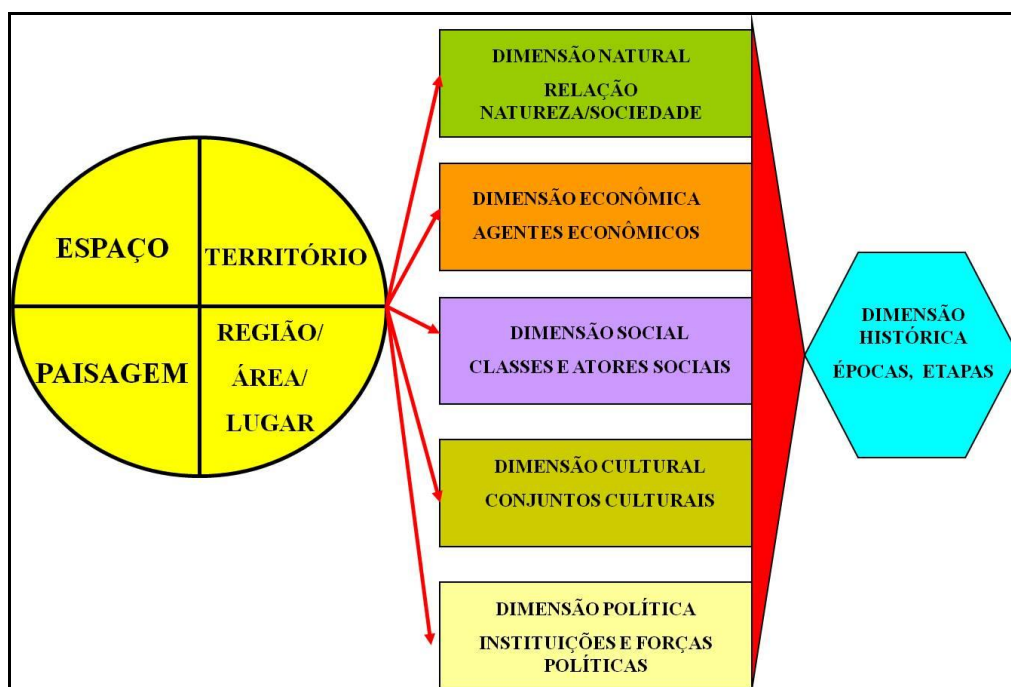 ESPAÇO
TERRITÓRIO
PAISAGEM
REGIÃO/
ÁREA/
LUGAR
DIMENSÃO NATURAL
RELAÇÃO
NATUREZA/SOCIEDADE
DIMENSÃO ECONÔMICA
AGENTES ECONÔMICOS
DIMENSÃO SOCIAL
CLASSES E ATORES SOCIAIS
DIMENSÃO CULTURAL
CONJUNTOS CULTURAIS
DIMENSÃO POLÍTICA
INSTITUIÇÕES E FORÇAS
POLÍTICAS
DIMENSÃO
HISTÓRICA
ÉPOCAS, ETAPAS